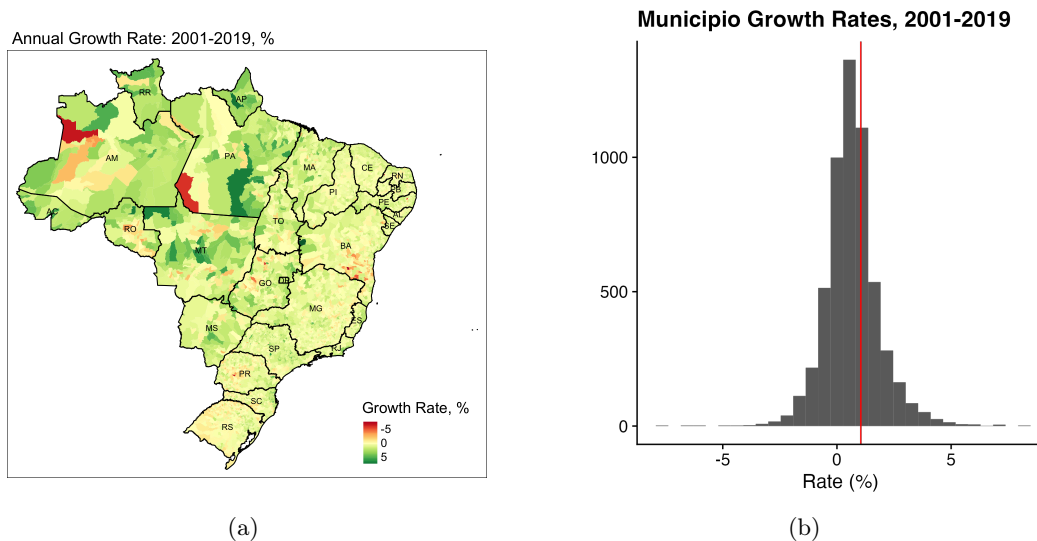 Annual Growth Rate: 2001-2019, %
RR
AP
AM
PA
MA
CE
RN
PB
PI
PE
AL
SE
AC
RO
TO
MT
BA
GO
DF
MG
MS
ES
SP
RJ
PR
SC
RS
Growth Rate, %
-5
0
5
(a)
Municipio Growth Rates, 2001-2019
1000
500
0
-5
0
5
Rate (%)
(b)